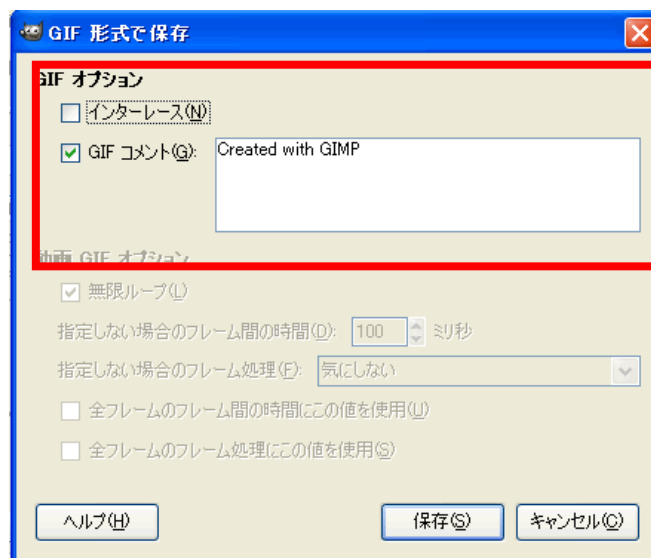 GIF 形式で保存
GIF オプション
インターレース(N)
GIF コメント(G): Created with GIMP
動画 GIF オプション
無限ループ(L)
指定しない場合のフレーム間の時間(D): 100 ミリ秒
指定しない場合のフレーム処理(F): 気にしない
全フレームのフレーム間の時間にこの値を使用(U)
全フレームのフレーム処理にこの値を使用(S)
ヘルプ(H) 保存(S) キャンセル(C)